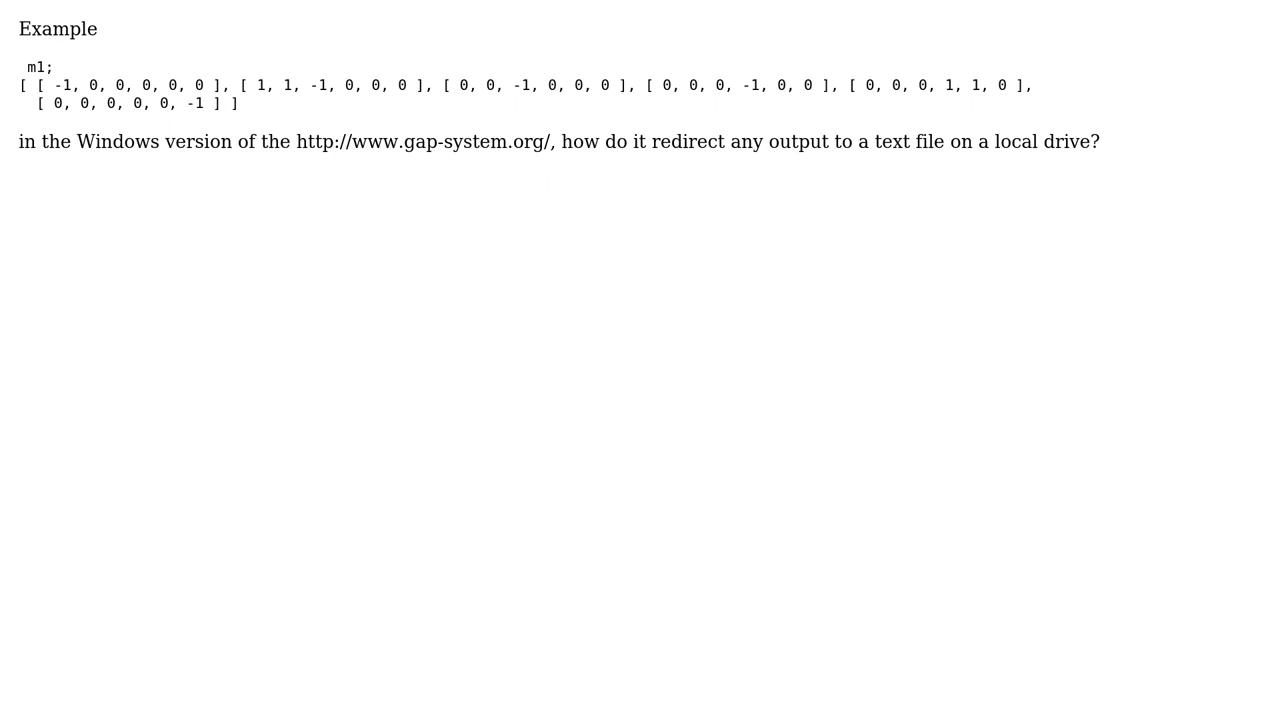 Example
m1;
[ [ -1, 0, 0, 0, 0, 0 ], [ 1, 1, -1, 0, 0, 0 ], [ 0, 0, -1, 0, 0, 0 ], [ 0, 0, 0, -1, 0, 0 ], [ 0, 0, 0, 1, 1, 0 ],
[ 0, 0, 0, 0, 0, -1 ] ]
in the Windows version of the http://www.gap-system.org/, how do it redirect any output to a text file on a local drive?